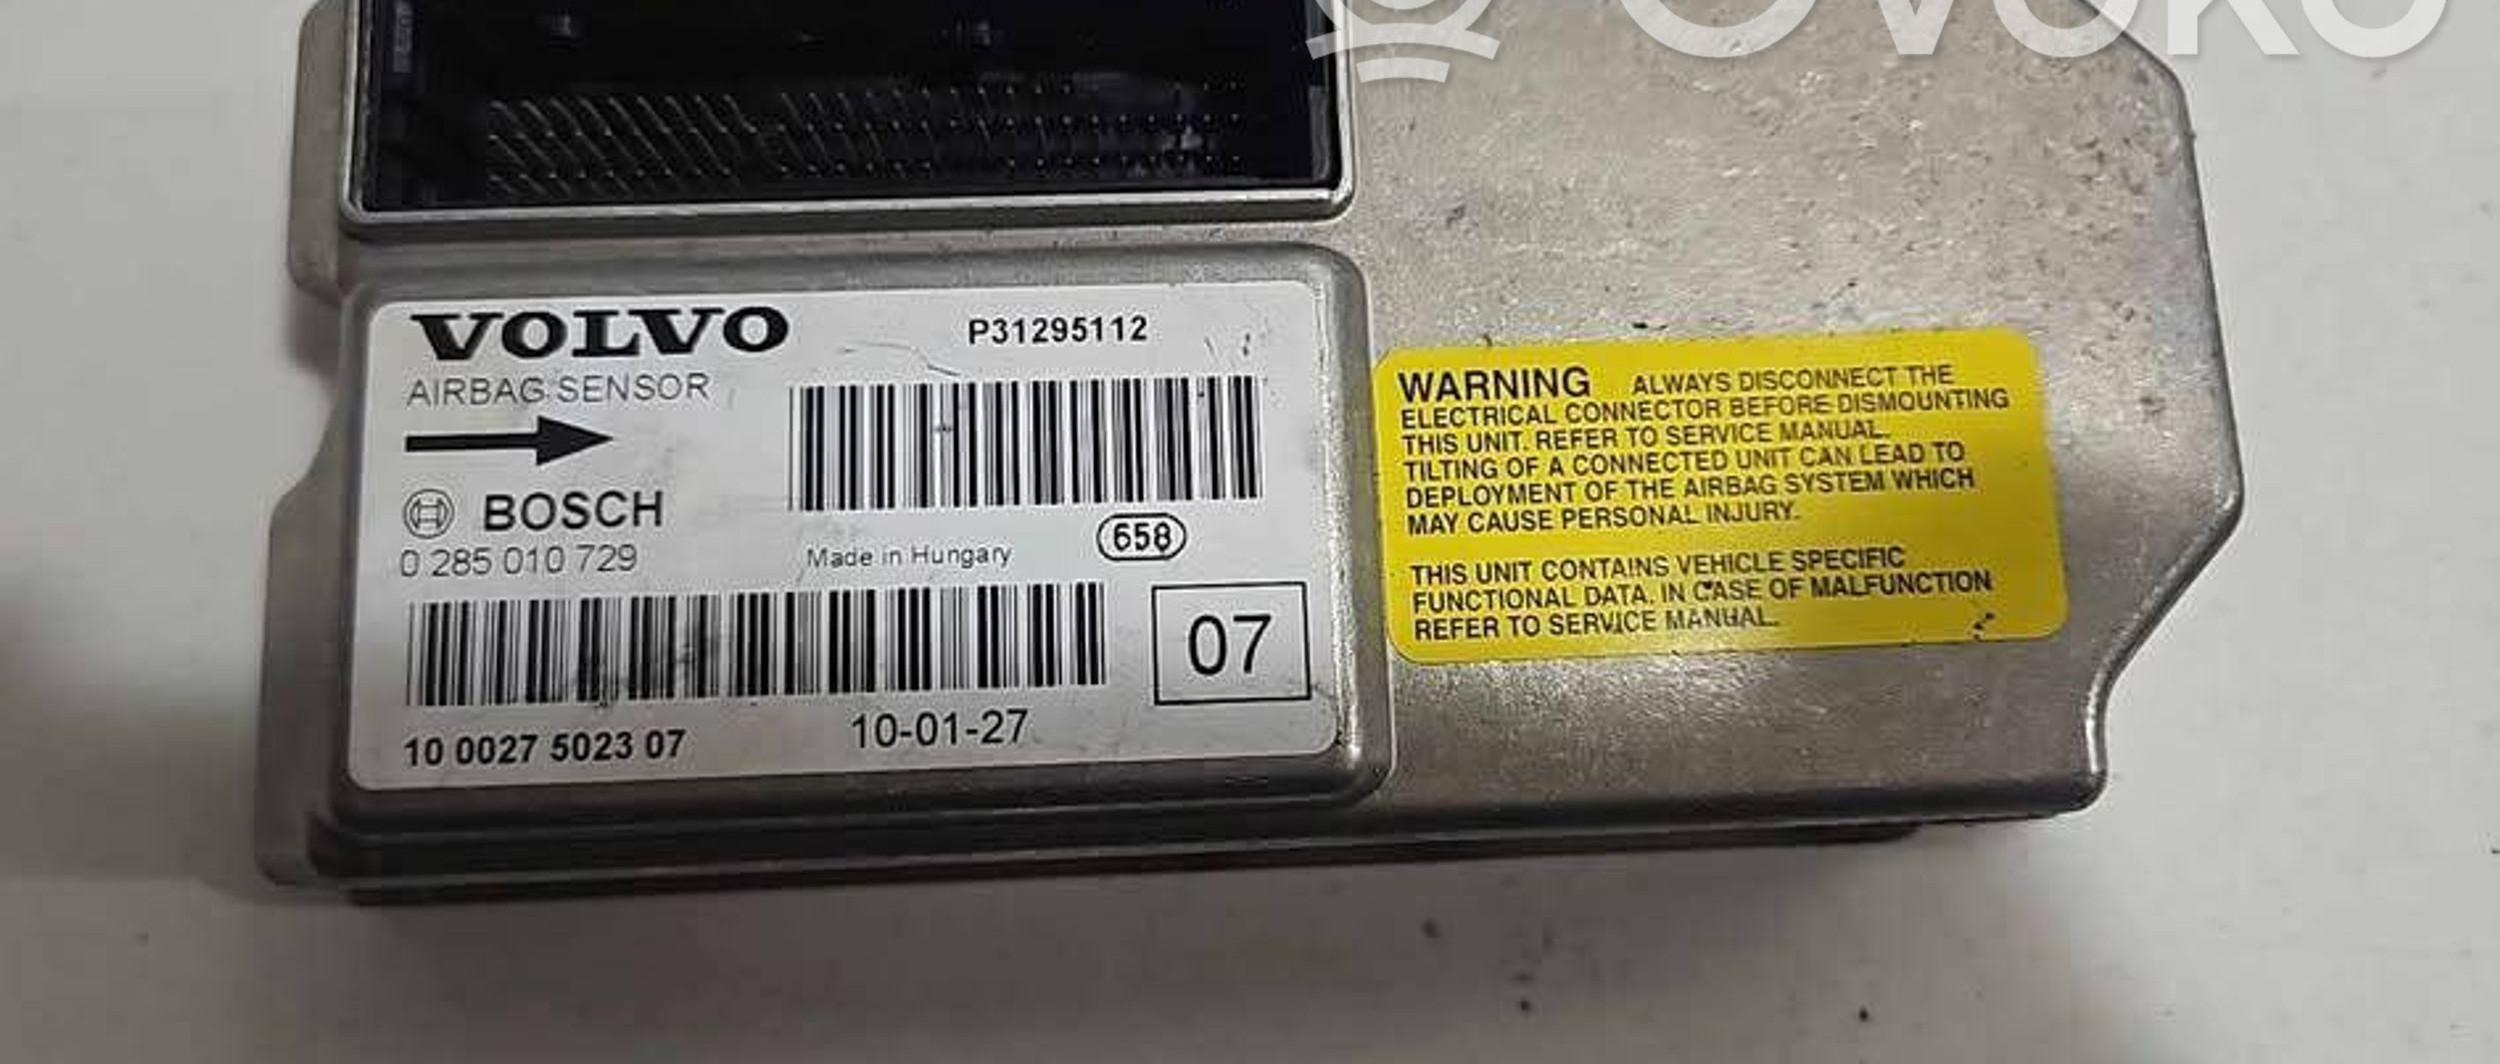 OVOKO
VOLVO
P31295112
AIRBAG SENSOR
BOSCH
0 285 010 729
Made in Hungary
658
07
10 0027 5023 07
10-01-27
WARNING ALWAYS DISCONNECT THE
ELECTRICAL CONNECTOR BEFORE DISMOUNTING
THIS UNIT. REFER TO SERVICE MANUAL.
TILTING OF A CONNECTED UNIT CAN LEAD TO
DEPLOYMENT OF THE AIRBAG SYSTEM WHICH
MAY CAUSE PERSONAL INJURY.
THIS UNIT CONTAINS VEHICLE SPECIFIC
FUNCTIONAL DATA. IN CASE OF MALFUNCTION
REFER TO SERVICE MANUAL.